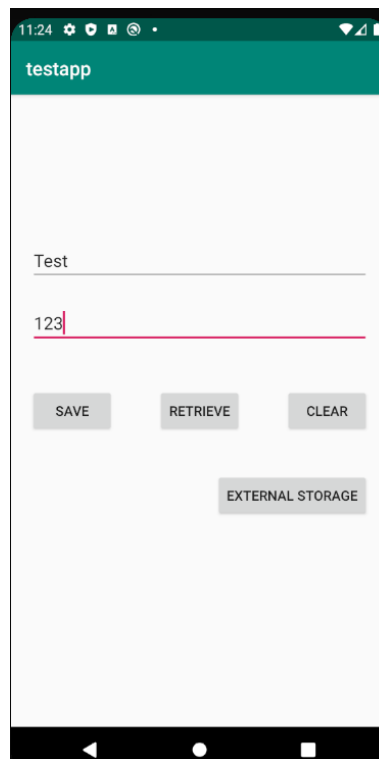 11:24
testapp
Test
123
SAVE RETRIEVE CLEAR
EXTERNAL STORAGE